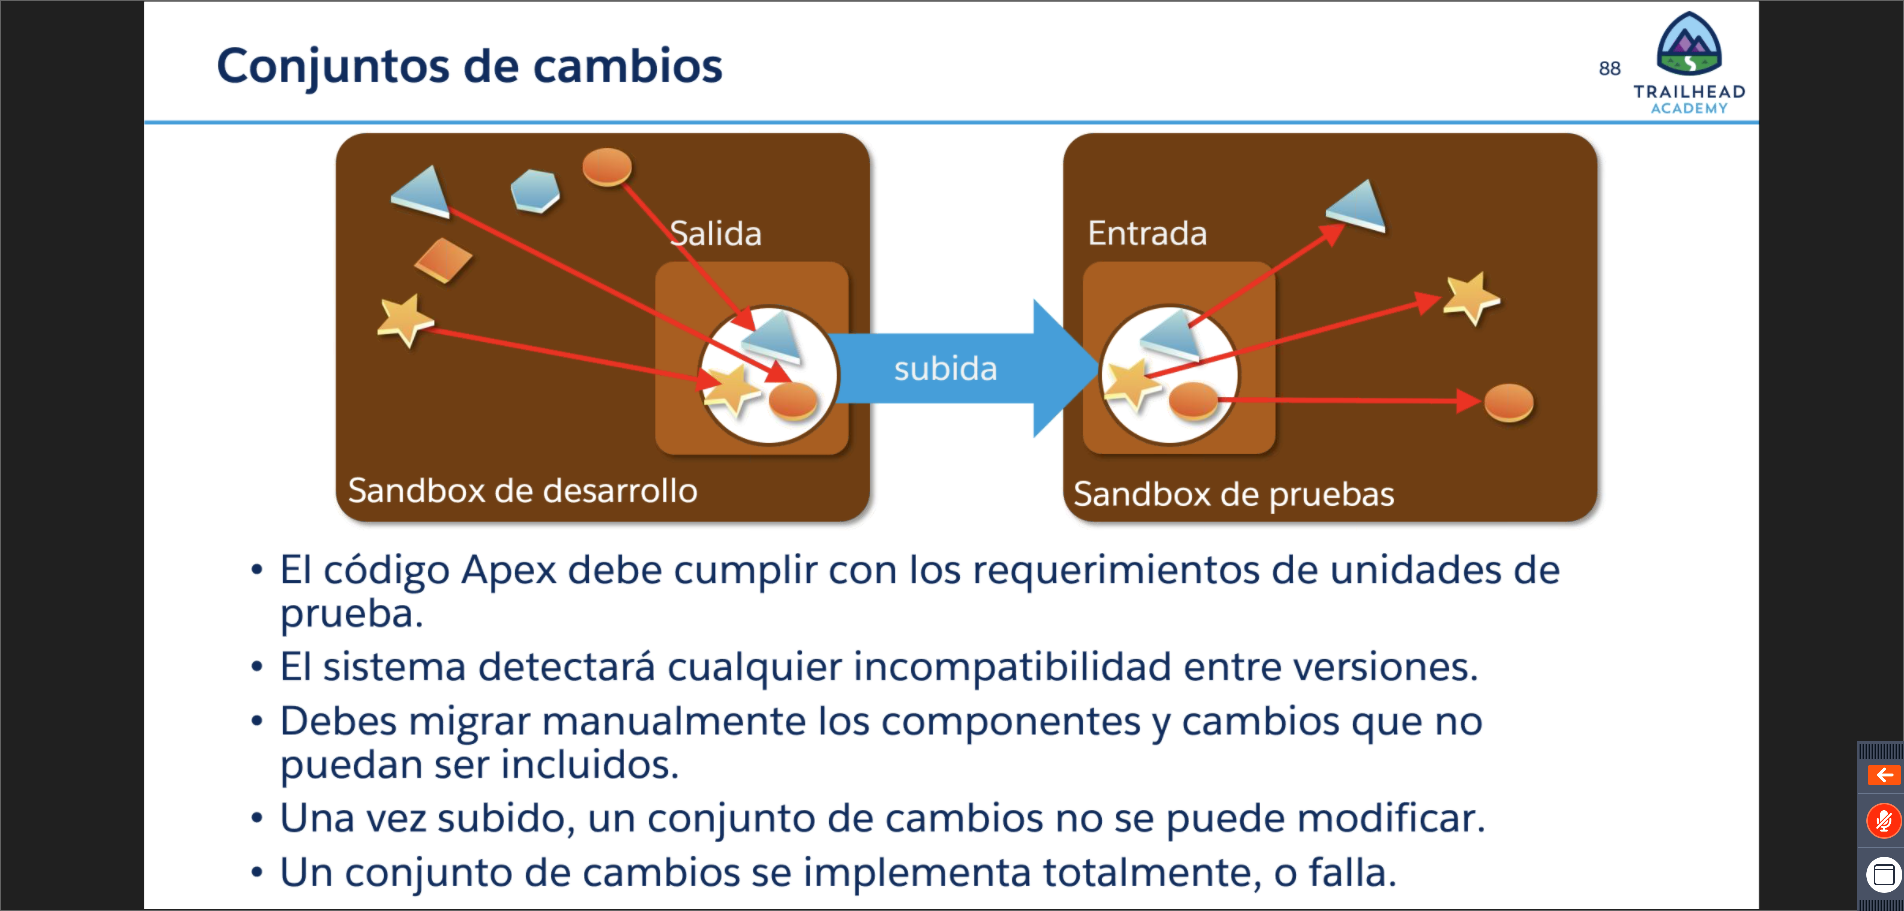 Conjuntos de cambios
88
TRAILHEAD
ACADEMY
Salida
Entrada
subida
Sandbox de desarrollo
Sandbox de pruebas
• El código Apex debe cumplir con los requerimientos de unidades de
prueba.
• El sistema detectará cualquier incompatibilidad entre versiones.
• Debes migrar manualmente los componentes y cambios que no
puedan ser incluidos.
• Una vez subido, un conjunto de cambios no se puede modificar.
• Un conjunto de cambios se implementa totalmente, o falla.